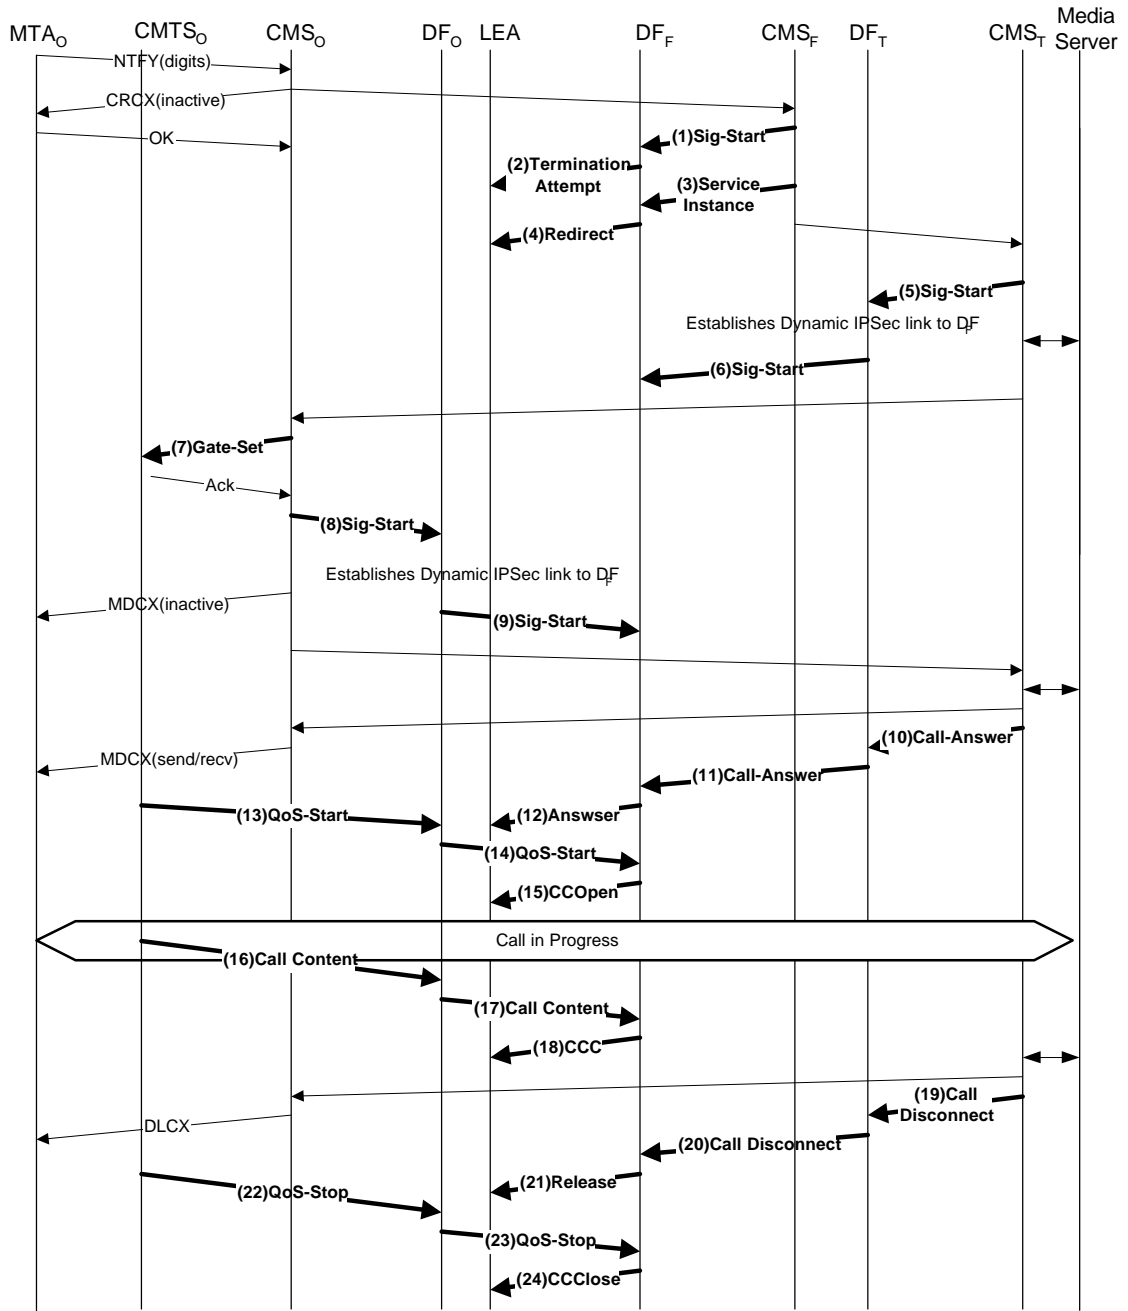 MTAO
CMTSO
CMSO
DFO
LEA
DFF
CMSF
DFT
CMST
Media
Server
NTFY(digits)
CRCX(inactive)
OK
(1)Sig-Start
(2)Termination
Attempt
(3)Service
Instance
(4)Redirect
(5)Sig-Start
Establishes Dynamic IPSec link to DFF
(6)Sig-Start
(7)Gate-Set
Ack
(8)Sig-Start
Establishes Dynamic IPSec link to DFF
MDCX(inactive)
(9)Sig-Start
(10)Call-Answer
MDCX(send/recv)
(11)Call-Answer
(13)QoS-Start
(12)Answser
(14)QoS-Start
(15)CCOpen
Call in Progress
(16)Call Content
(17)Call Content
(18)CCC
(19)Call
Disconnect
DLCX
(20)Call Disconnect
(21)Release
(22)QoS-Stop
(23)QoS-Stop
(24)CCClose